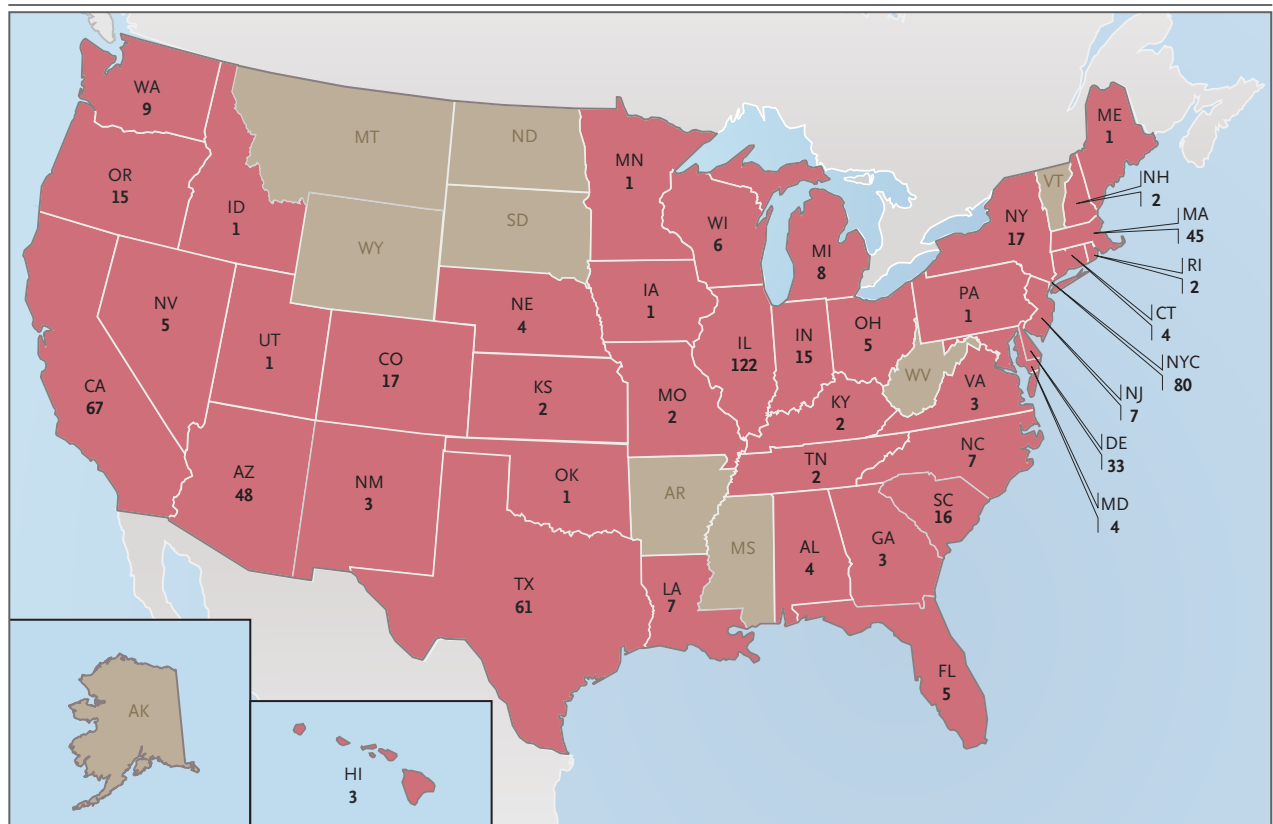 WA
9
OR
15
ID
1
MT
WY
ND
SD
MN
1
WI
6
MI
8
NV
5
UT
1
CO
17
CA
67
AZ
48
NM
3
NE
4
KS
2
OK
1
TX
61
IA
1
MO
2
AR
LA
7
IL
122
IN
15
OH
5
KY
2
TN
2
MS
AL
4
GA
3
FL
5
SC
16
NC
7
VA
3
WV
PA
1
NY
17
VT
ME
1
NH
2
MA
45
RI
2
CT
4
NYC
80
NJ
7
DE
33
MD
4
AK
HI
3